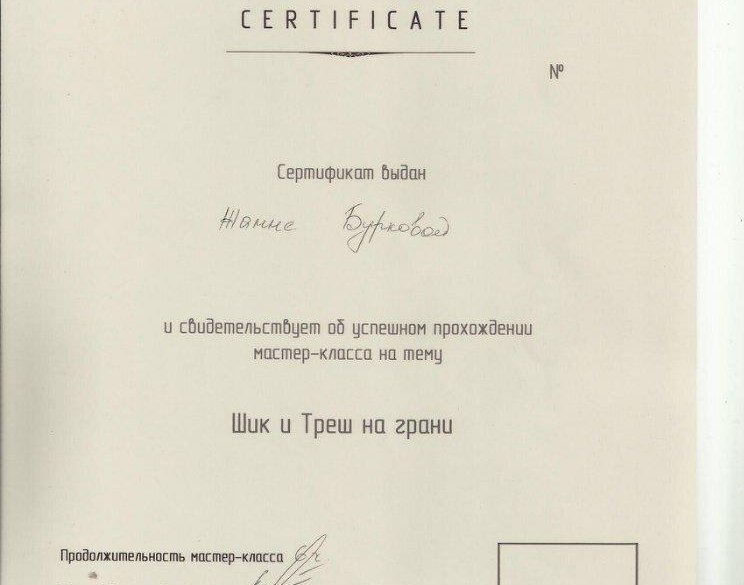 CERTIFICATE
№
Сертификат выдан
Жанне Бурковой
и свидетельствует об успешном прохождении
мастер-класса на тему
Шик и Треш на грани
Продолжительность мастер-класса